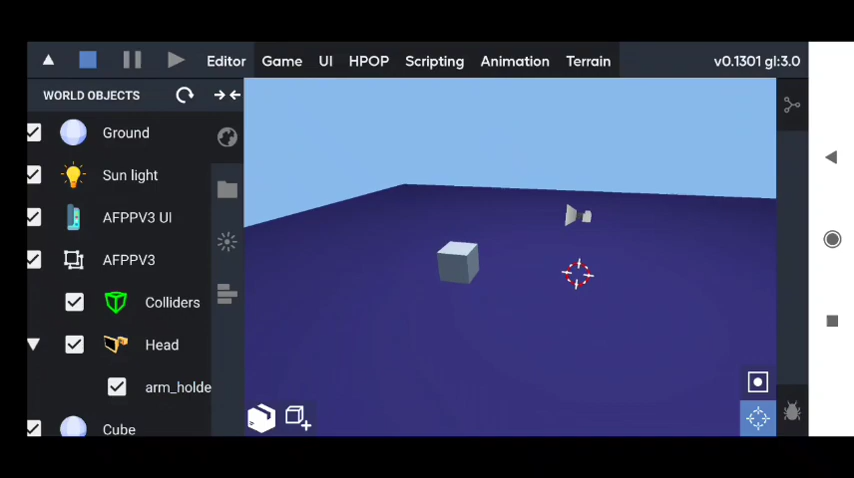 Editor Game UI HPOP Scripting Animation Terrain v0.1301 gl:3.0
WORLD OBJECTS
Ground
Sun light
AFPPV3 UI
AFPPV3
Colliders
Head
arm_holde
Cube